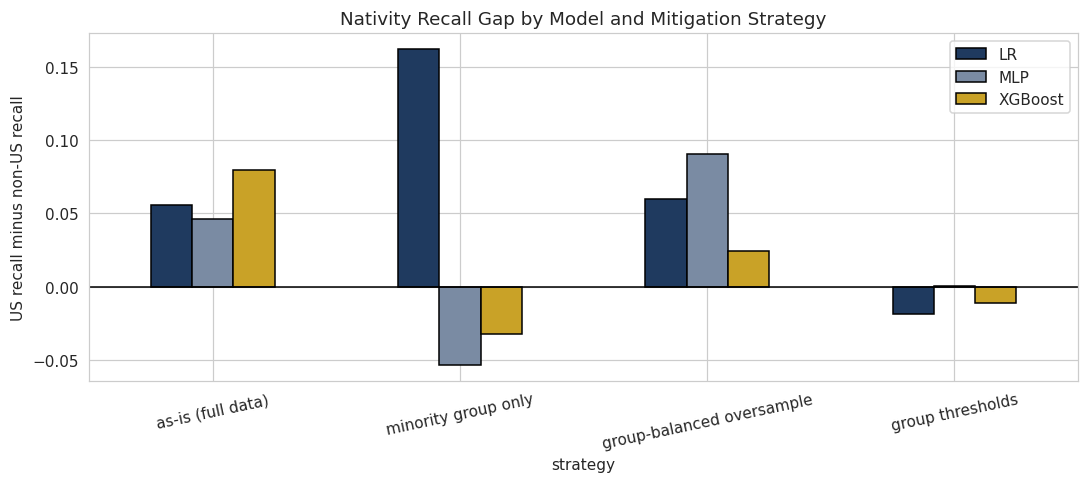 Nativity Recall Gap by Model and Mitigation Strategy
US recall minus non-US recall
0.15
0.10
0.05
0.00
−0.05
LR
MLP
XGBoost
as-is (full data)
minority group only
group-balanced oversample
group thresholds
strategy